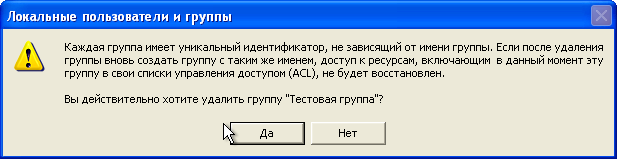 Локальные пользователи и группы
Каждая группа имеет уникальный идентификатор, не зависящий от имени группы. Если после удаления
группы вновь создать группу с таким же именем, доступ к ресурсам, включающим в данный момент эту
группу в свои списки управления доступом (ACL), не будет восстановлен.
Вы действительно хотите удалить группу "Тестовая группа"?
Да
Нет